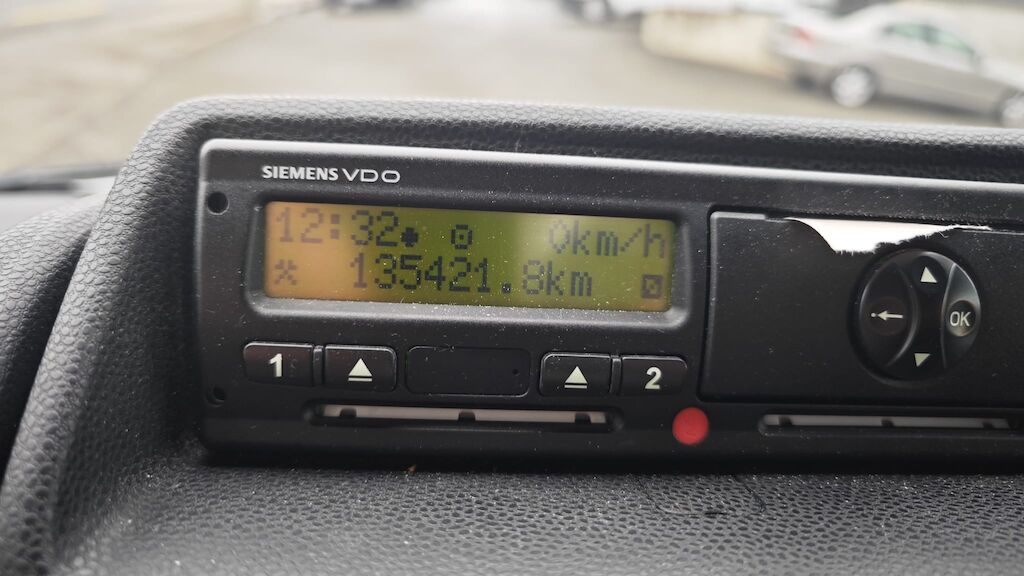 SIEMENS VDO
12:32 0km/h
135421.8km
1 2
OK